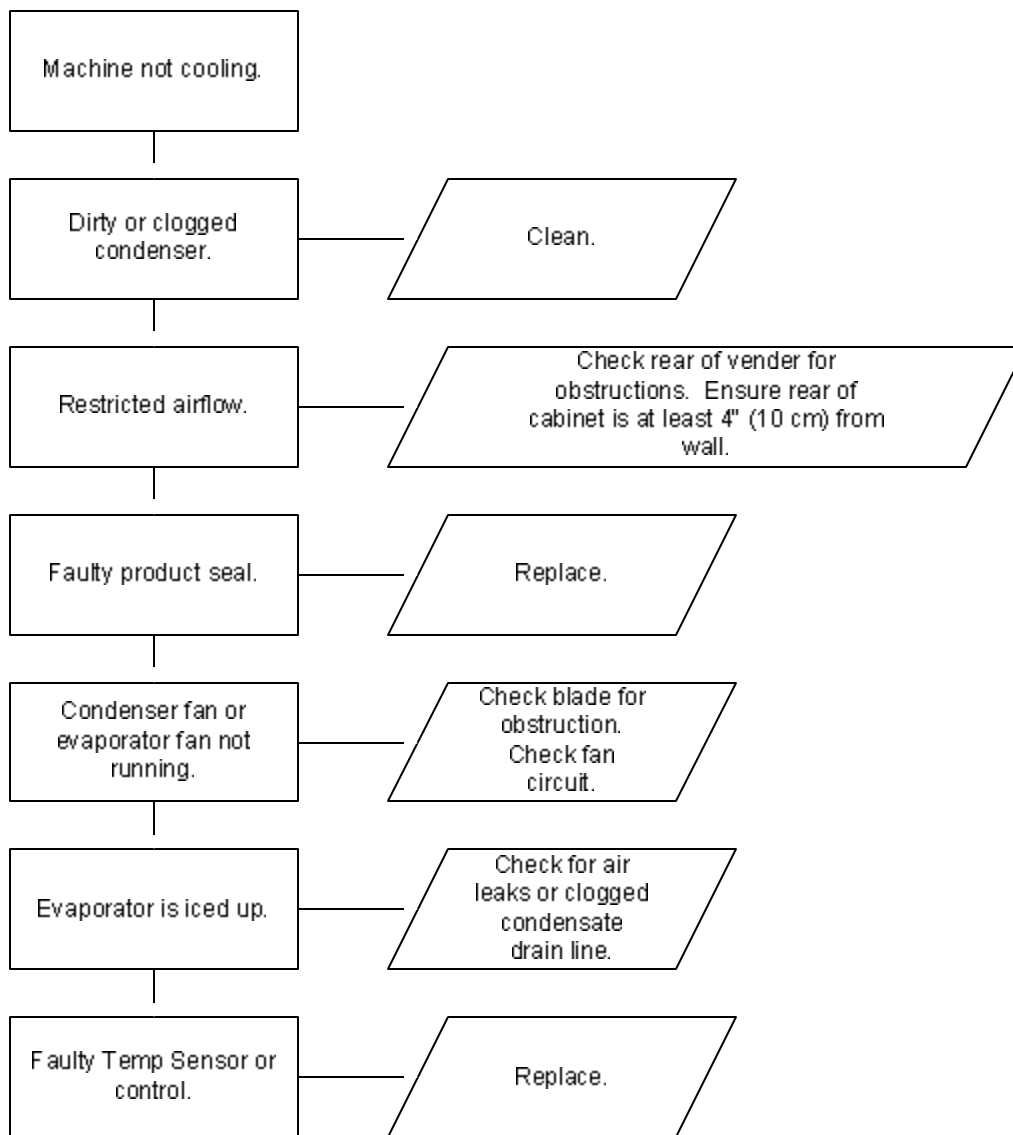 Machine not cooling.
Dirty or clogged
condenser.
Clean.
Restricted airflow.
Check rear of vender for
obstructions.  Ensure rear of
cabinet is at least 4" (10 cm) from
wall.
Faulty product seal.
Replace.
Condenser fan or
evaporator fan not
running.
Check blade for
obstruction.
Check fan
circuit.
Evaporator is iced up.
Check for air
leaks or clogged
condensate
drain line.
Faulty Temp Sensor or
control.
Replace.